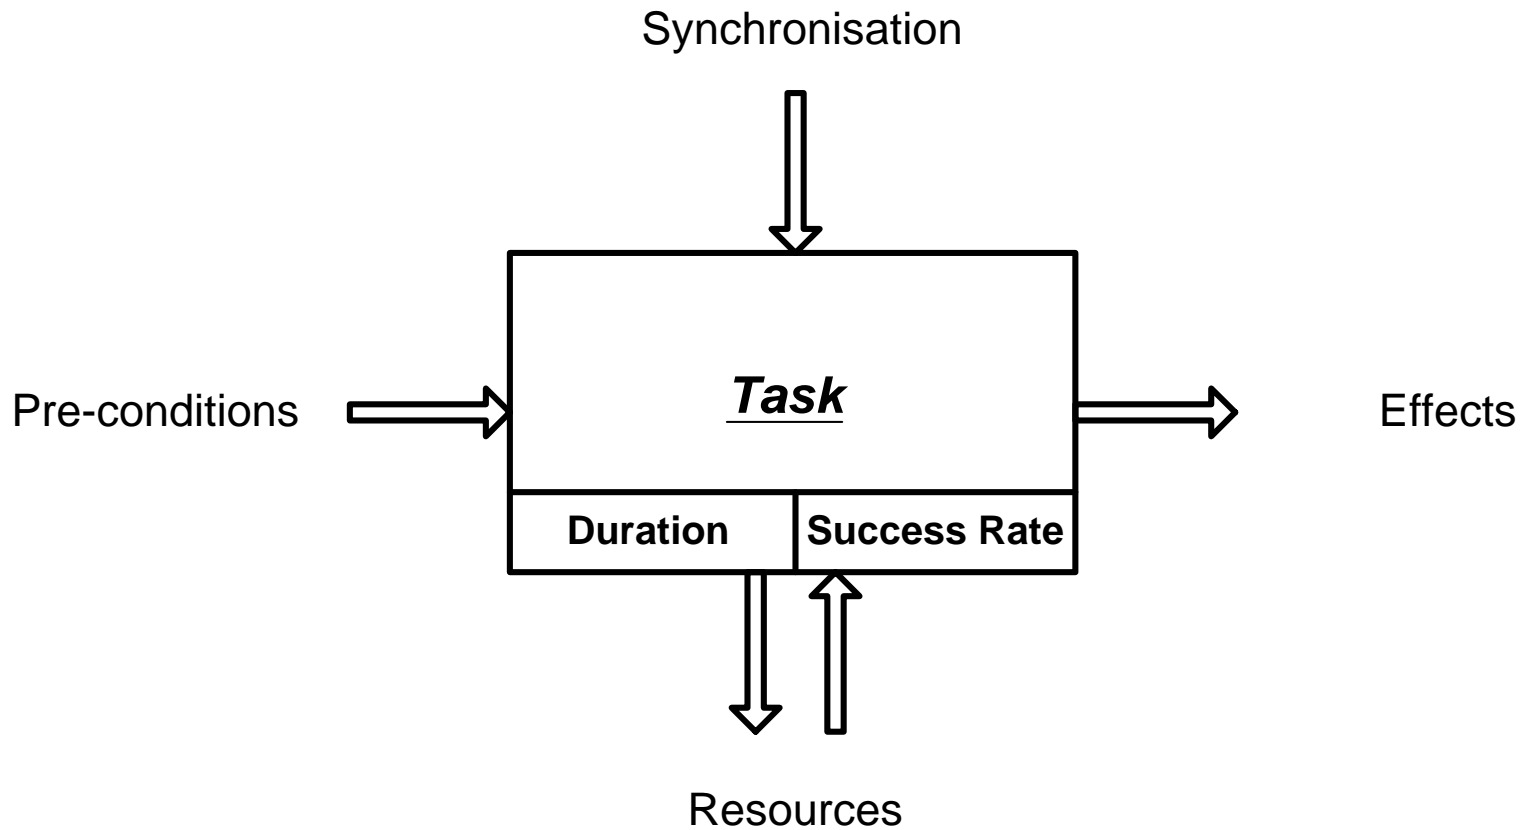 Synchronisation
Pre-conditions
Task
Effects
Duration
Success Rate
Resources